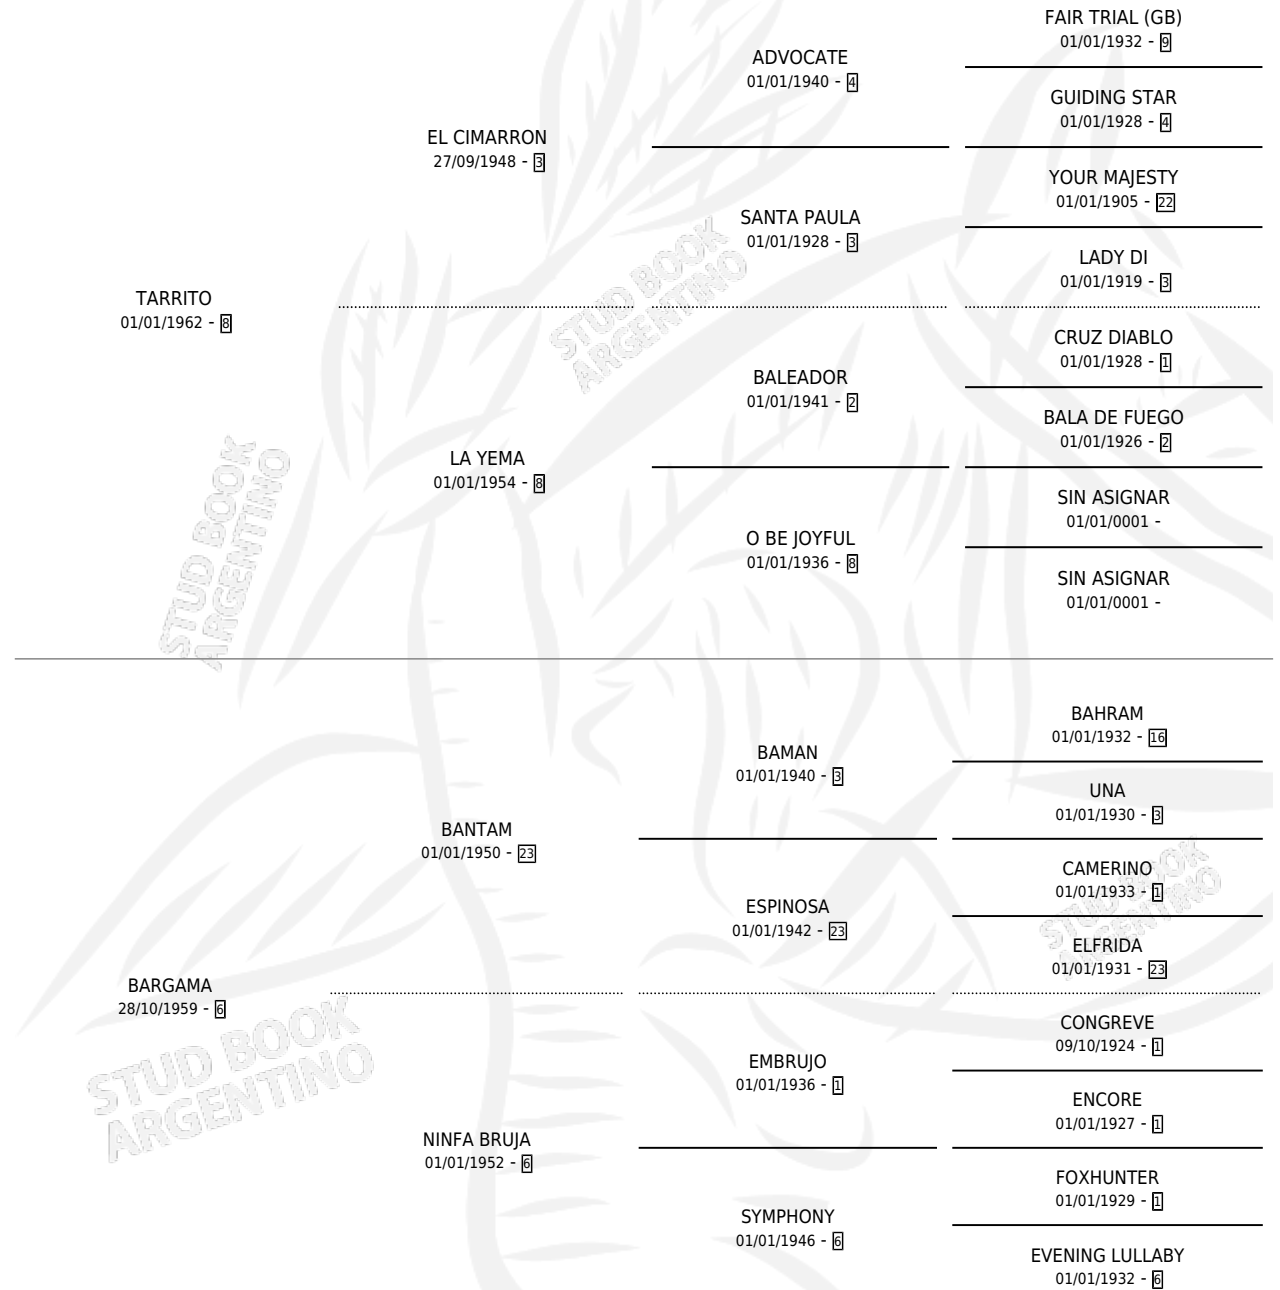 FAIR TRIAL (GB)
01/01/1932 - 9
ADVOCATE
01/01/1940 - 4
GUIDING STAR
01/01/1928 - 4
EL CIMARRON
27/09/1948 - 3
YOUR MAJESTY
01/01/1905 - 22
SANTA PAULA
01/01/1928 - 3
LADY DI
01/01/1919 - 3
TARRITO
01/01/1962 - 8
CRUZ DIABLO
01/01/1928 - 1
BALEADOR
01/01/1941 - 2
BALA DE FUEGO
01/01/1926 - 2
LA YEMA
01/01/1954 - 8
SIN ASIGNAR
01/01/0001 -
O BE JOYFUL
01/01/1936 - 8
SIN ASIGNAR
01/01/0001 -
STUD BOOK
ARGENTINO
STUD BOOK
ARGENTINO
BAHRAM
01/01/1932 - 16
BAMAN
01/01/1940 - 3
UNA
01/01/1930 - 3
BANTAM
01/01/1950 - 23
CAMERINO
01/01/1933 - 1
ESPINOSA
01/01/1942 - 23
ELFRIDA
01/01/1931 - 23
BARGAMA
28/10/1959 - 6
CONGREVE
09/10/1924 - 1
EMBRUJO
01/01/1936 - 1
ENCORE
01/01/1927 - 1
NINFA BRUJA
01/01/1952 - 6
FOXHUNTER
01/01/1929 - 1
SYMPHONY
01/01/1946 - 6
EVENING LULLABY
01/01/1932 - 6
STUD BOOK
ARGENTINO
STUD BOOK
ARGENTINO